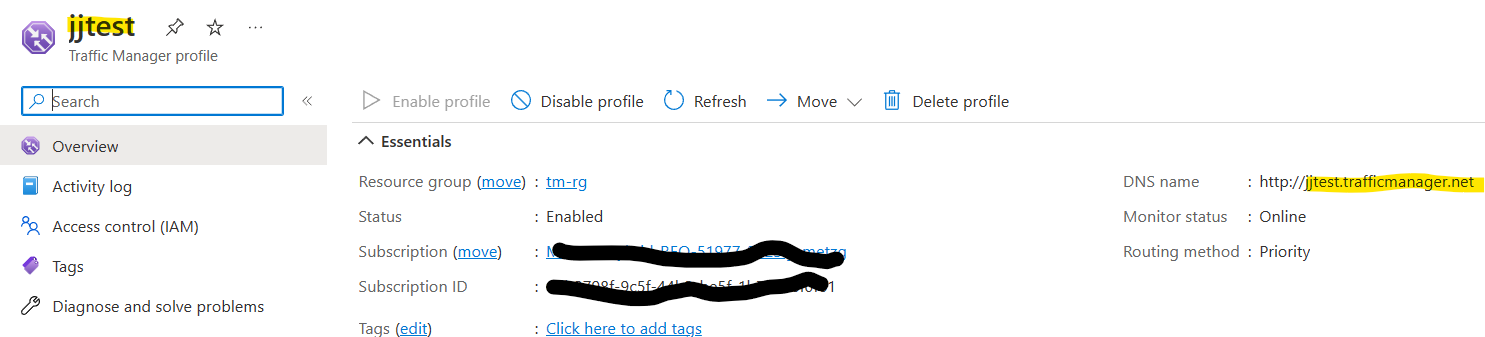 jjtest
Traffic Manager profile
Search
Overview
Activity log
Access control (IAM)
Tags
Diagnose and solve problems
Enable profile Disable profile Refresh Move Delete profile
Essentials
Resource group (move) : tm-rg
Status : Enabled
Subscription (move) :
Subscription ID :
Tags (edit) : Click here to add tags
DNS name : http://jjtest.trafficmanager.net
Monitor status : Online
Routing method : Priority